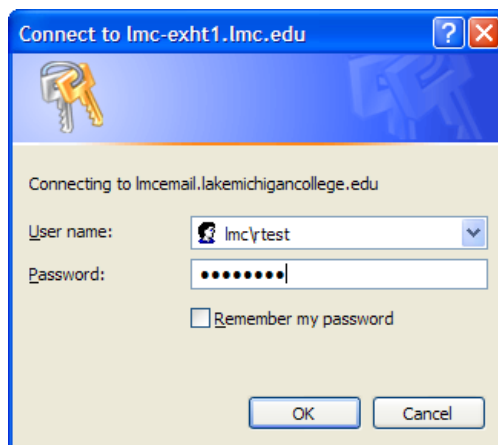 Connect to lmc-exht1.lmc.edu
Connecting to lmcemail.lakemichigancollege.edu
User name:
lmc\rtest
Password:
●●●●●●●●
Remember my password
OK
Cancel